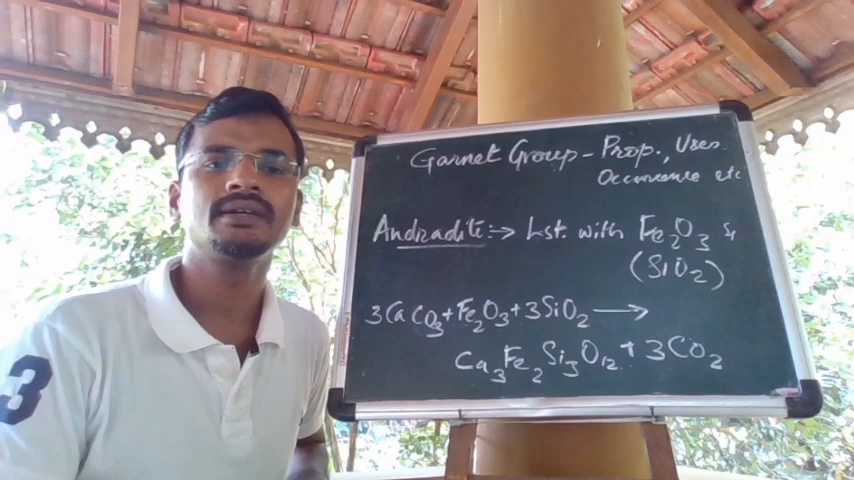 Garnet Group - Prop., Uses
Occurrence etc
Andradite:→ Lst. with Fe₂O₃ &
(SiO₂)
3CaCO₃+Fe₂O₃+3SiO₂ →
Ca₃Fe₂Si₃O₁₂ + 3CO₂
3